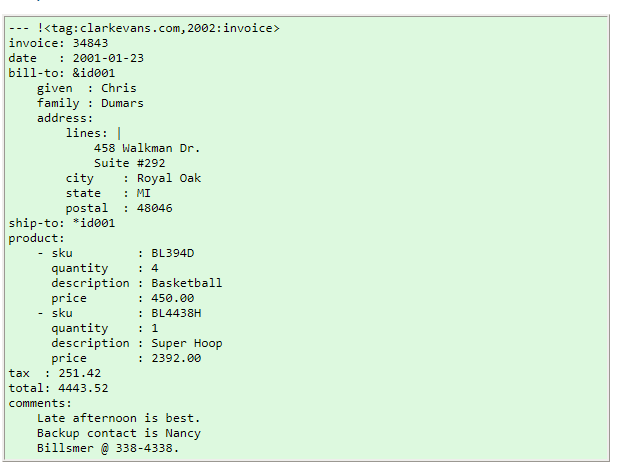 --- !<tag:clarkevans.com,2002:invoice>
invoice: 34843
date   : 2001-01-23
bill-to: &id001
    given  : Chris
    family : Dumars
    address:
        lines: |
            458 Walkman Dr.
            Suite #292
        city    : Royal Oak
        state   : MI
        postal  : 48046
ship-to: *id001
product:
    - sku         : BL394D
      quantity    : 4
      description : Basketball
      price       : 450.00
    - sku         : BL4438H
      quantity    : 1
      description : Super Hoop
      price       : 2392.00
tax  : 251.42
total: 4443.52
comments:
    Late afternoon is best.
    Backup contact is Nancy
    Billsmer @ 338-4338.